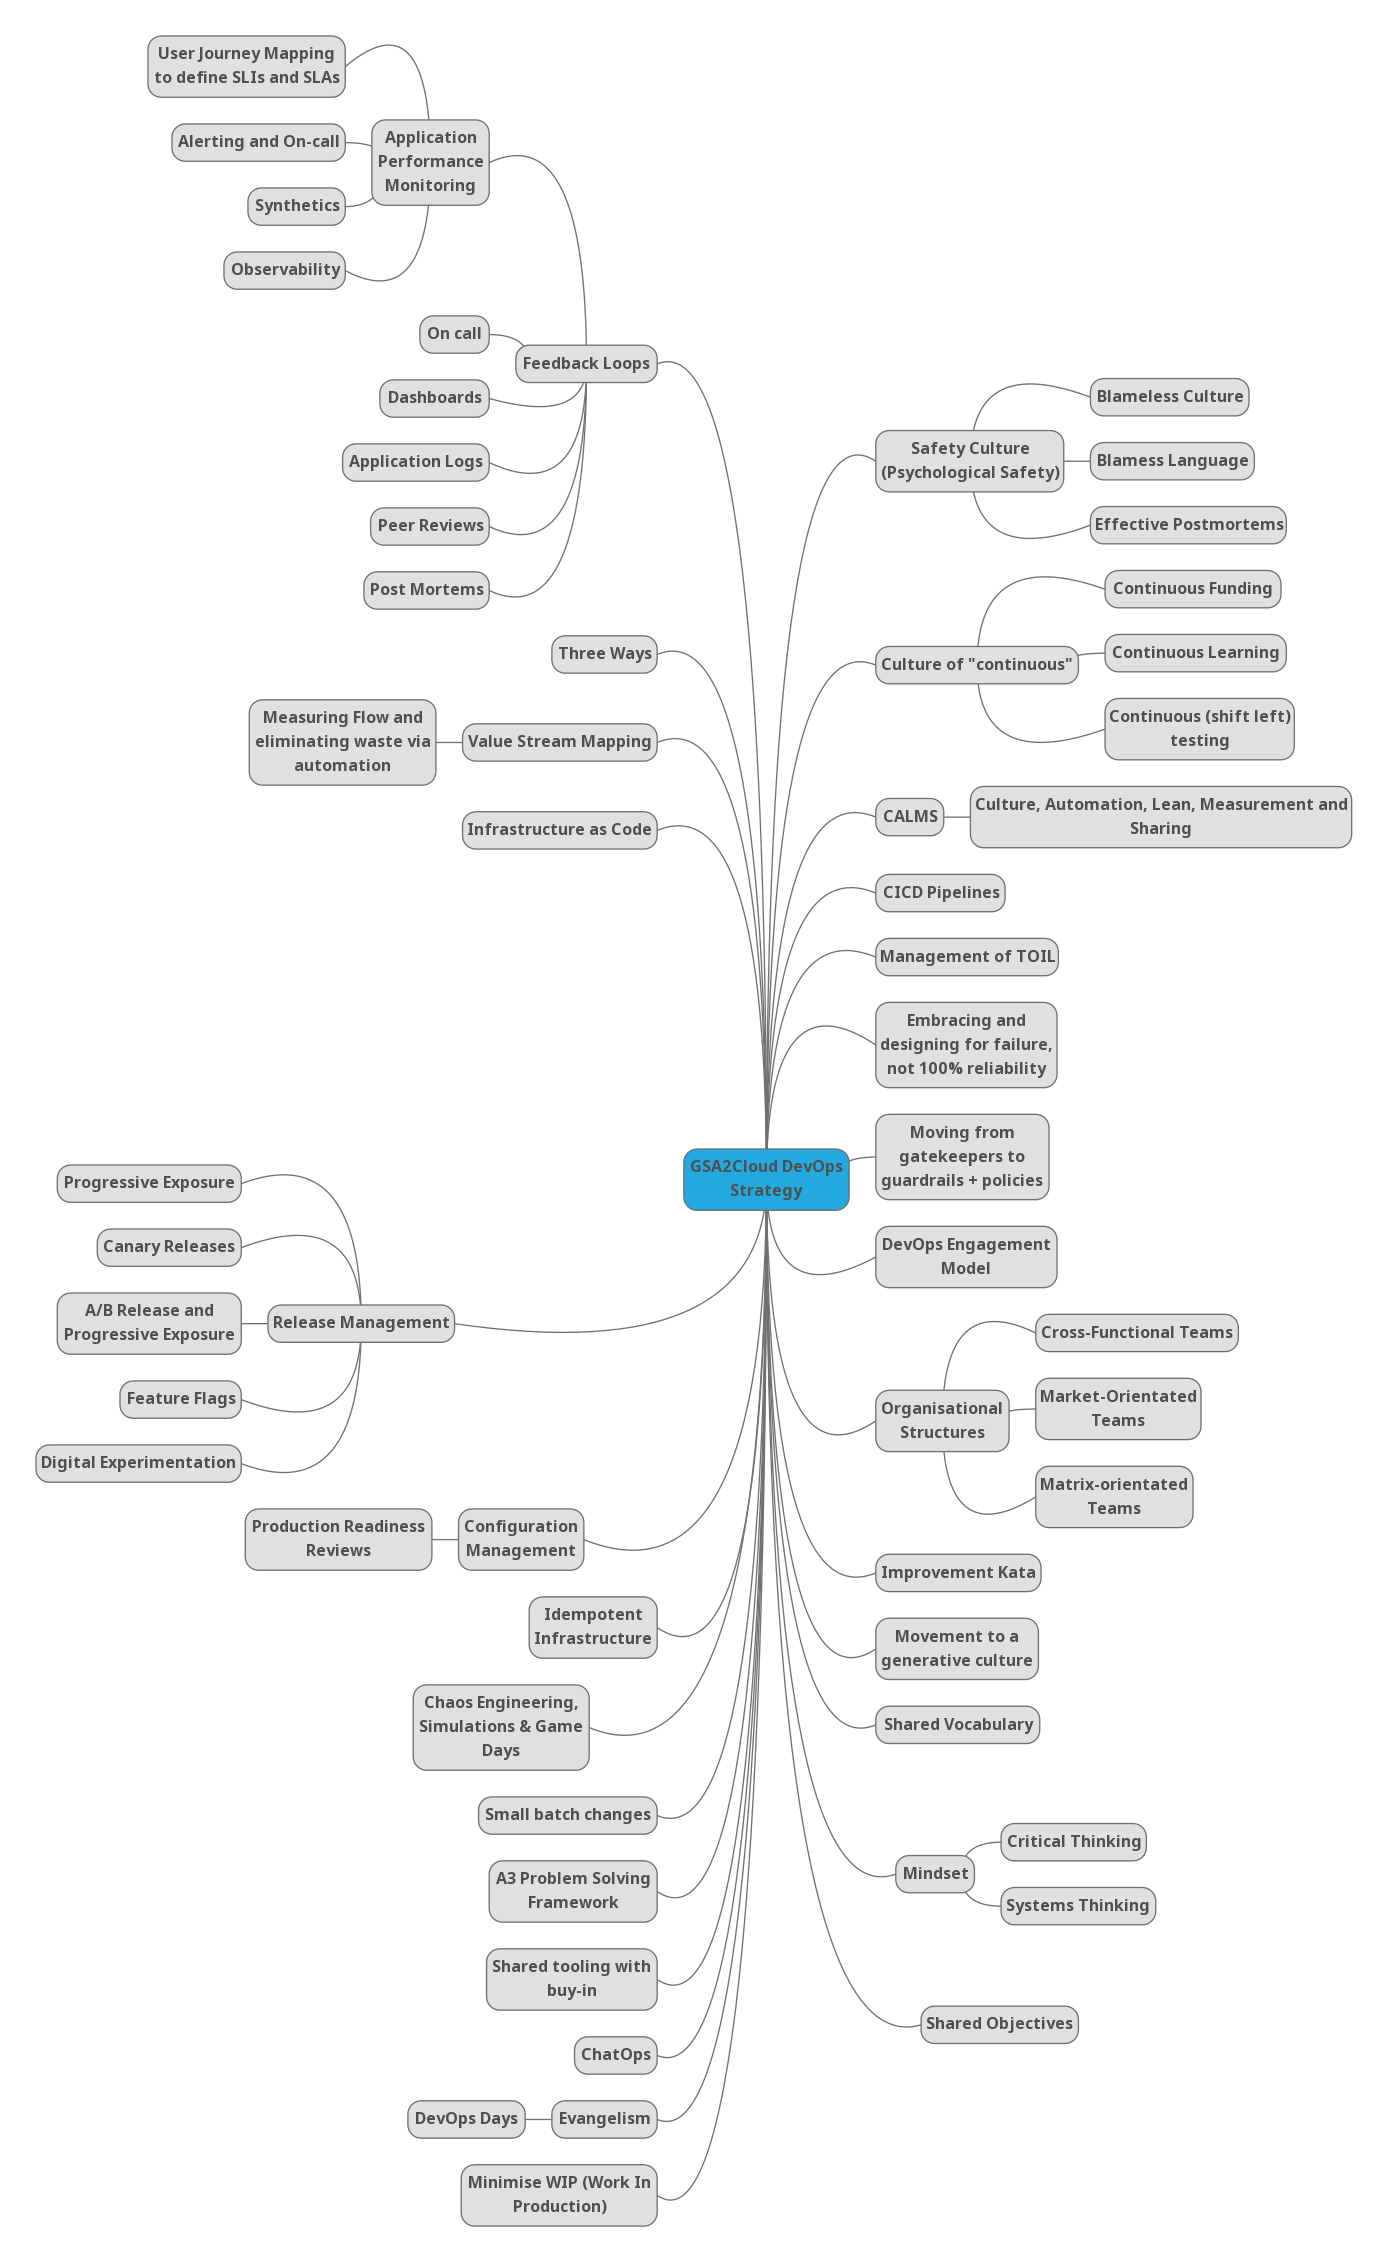 User Journey Mapping
to define SLIs and SLAs
Alerting and On-call
Synthetics
Observability
Application
Performance
Monitoring
On call
Dashboards
Application Logs
Peer Reviews
Post Mortems
Feedback Loops
Three Ways
Measuring Flow and
eliminating waste via
automation
Value Stream Mapping
Infrastructure as Code
Progressive Exposure
Canary Releases
A/B Release and
Progressive Exposure
Feature Flags
Digital Experimentation
Release Management
Production Readiness
Reviews
Configuration
Management
Idempotent
Infrastructure
Chaos Engineering,
Simulations & Game
Days
Small batch changes
A3 Problem Solving
Framework
Shared tooling with
buy-in
ChatOps
DevOps Days
Evangelism
Minimise WIP (Work In
Production)
GSA2Cloud DevOps
Strategy
Safety Culture
(Psychological Safety)
Blameless Culture
Blamess Language
Effective Postmortems
Culture of "continuous"
Continuous Funding
Continuous Learning
Continuous (shift left)
testing
CALMS
Culture, Automation, Lean, Measurement and
Sharing
CICD Pipelines
Management of TOIL
Embracing and
designing for failure,
not 100% reliability
Moving from
gatekeepers to
guardrails + policies
DevOps Engagement
Model
Organisational
Structures
Cross-Functional Teams
Market-Orientated
Teams
Matrix-orientated
Teams
Improvement Kata
Movement to a
generative culture
Shared Vocabulary
Mindset
Critical Thinking
Systems Thinking
Shared Objectives